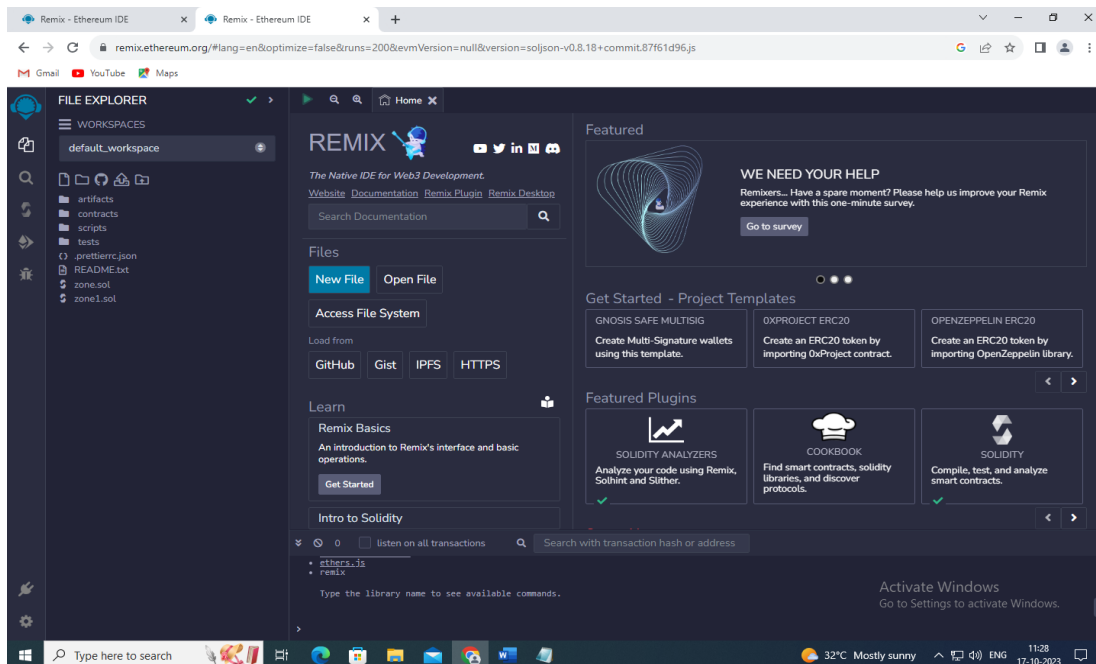 Remix - Ethereum IDE
Remix - Ethereum IDE
remix.ethereum.org/#lang=en&optimize=false&runs=200&evmVersion=null&version=soljson-v0.8.18+commit.87f61d96.js
Gmail YouTube Maps
FILE EXPLORER
WORKSPACES
default_workspace
artifacts
contracts
scripts
tests
.prettierrc.json
README.txt
zone.sol
zone1.sol
Home
REMIX
The Native IDE for Web3 Development.
Website Documentation Remix Plugin Remix Desktop
Search Documentation
Files
New File Open File
Access File System
Load from
GitHub Gist IPFS HTTPS
Learn
Remix Basics
An introduction to Remix's interface and basic
operations.
Get Started
Intro to Solidity
Featured
WE NEED YOUR HELP
Remixers... Have a spare moment? Please help us improve your Remix
experience with this one-minute survey.
Go to survey
Get Started - Project Templates
GNOSIS SAFE MULTISIG
Create Multi-Signature wallets
using this template.
0XPROJECT ERC20
Create an ERC20 token by
importing 0xProject contract.
OPENZEPPELIN ERC20
Create an ERC20 token by
importing OpenZeppelin library.
Featured Plugins
SOLIDITY ANALYZERS
Analyze your code using Remix,
Solhint and Slither.
COOKBOOK
Find smart contracts, solidity
libraries, and discover
protocols.
SOLIDITY
Compile, test, and analyze
smart contracts.
0 listen on all transactions Search with transaction hash or address
ethers.js
remix
Type the library name to see available commands.
>
Activate Windows
Go to Settings to activate Windows.
Type here to search
32°C Mostly sunny
ENG
11:28
17-10-2023